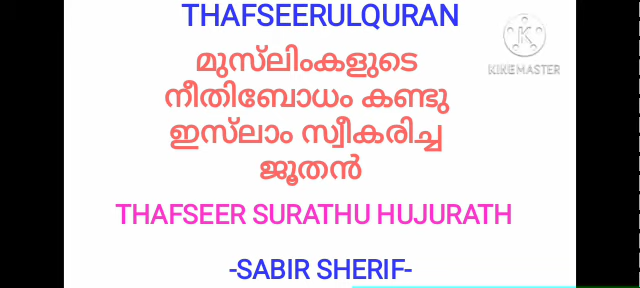 THAFSEERULQURAN
മുസ്ലിംകളുടെ
നീതിബോധം കണ്ടു
ഇസ്ലാം സ്വീകരിച്ച
ജൂതൻ
THAFSEER SURATHU HUJURATH
-SABIR SHERIF-
KINEMASTER